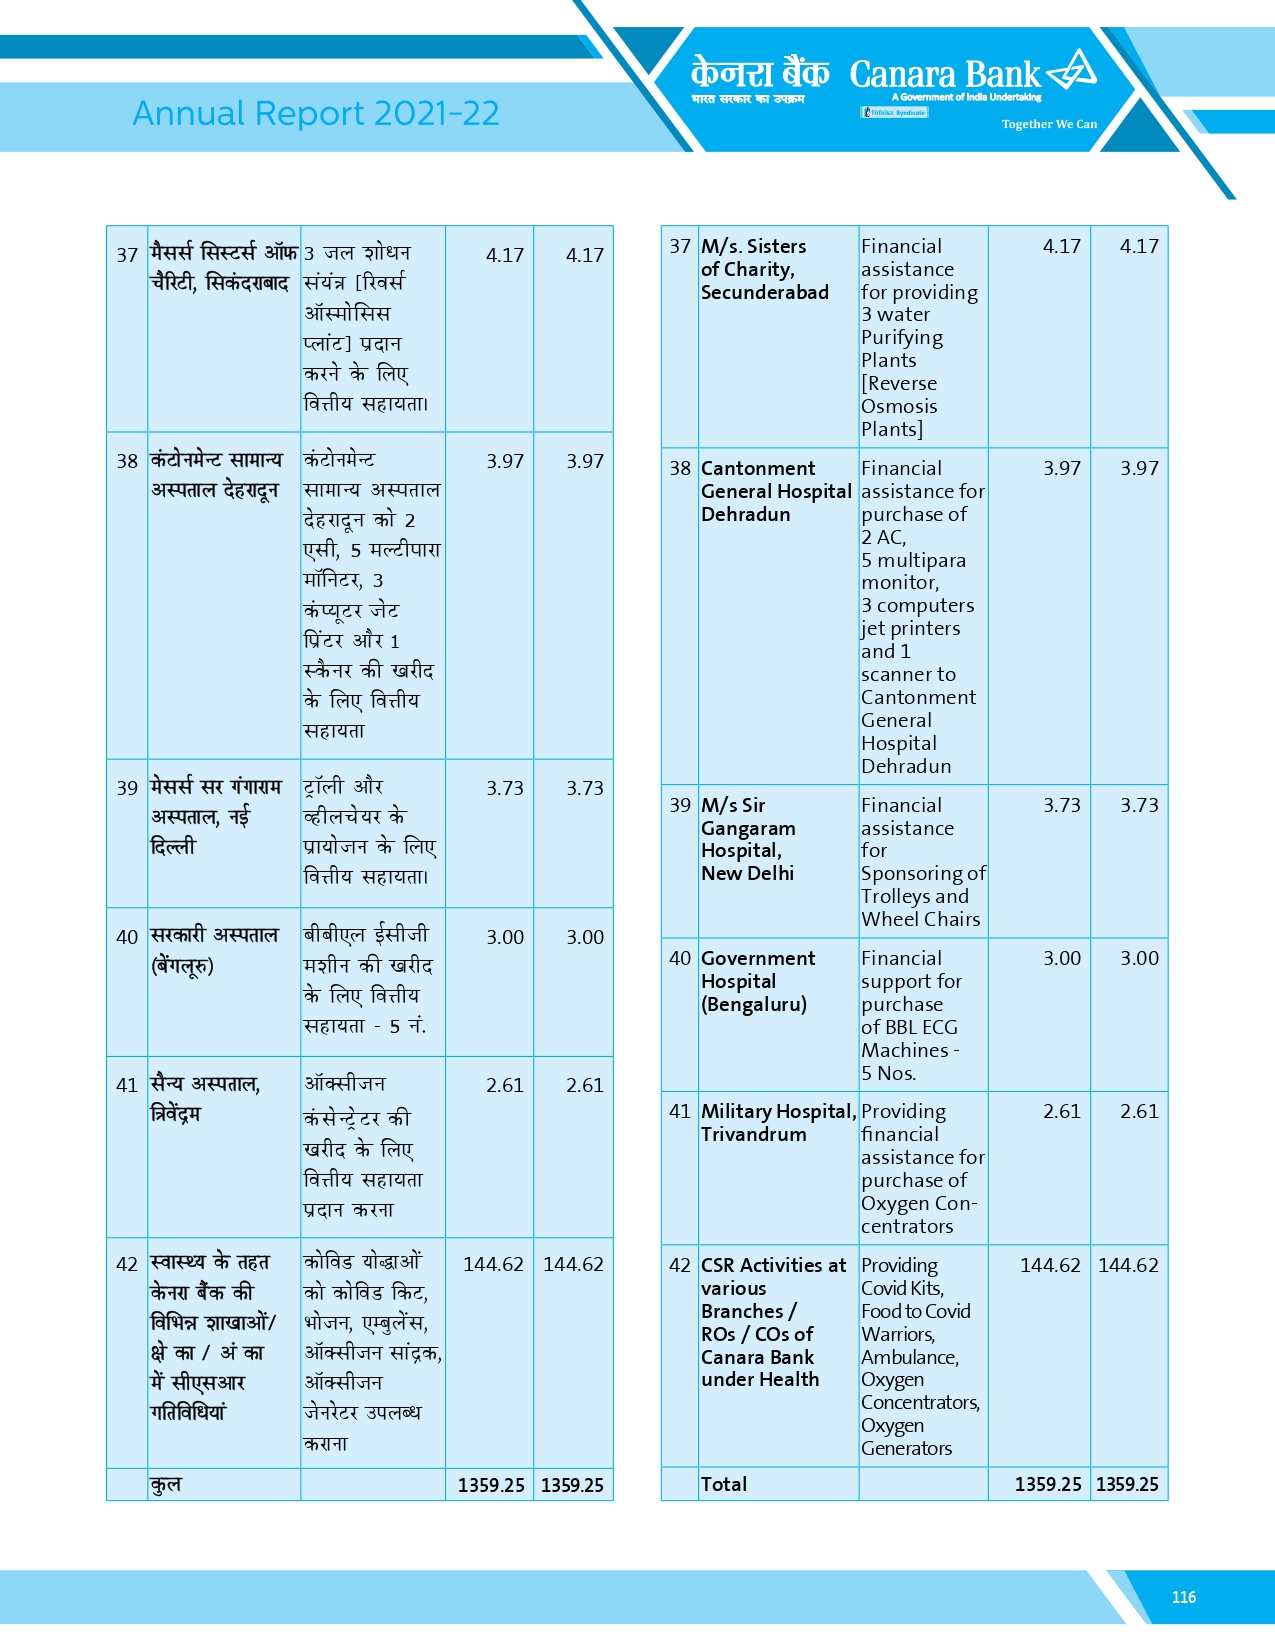 Annual Report 2021-22
केनरा बैंक Canara Bank
भारत सरकार का उपक्रम A Government of India Undertaking
Syndicate
Together We Can
37 मैसर्स सिस्टर्स ऑफ 3 जल शोधन 4.17 4.17
चैरिटी, सिकंदराबाद संयंत्र [रिवर्स
ऑस्मोसिस
प्लांट] प्रदान
करने के लिए
वित्तीय सहायता।
38 कंटोनमेन्ट सामान्य कंटोनमेन्ट 3.97 3.97
अस्पताल देहरादून सामान्य अस्पताल
देहरादून को 2
एसी, 5 मल्टीपारा
मॉनिटर, 3
कंप्यूटर जेट
प्रिंटर और 1
स्कैनर की खरीद
के लिए वित्तीय
सहायता
39 मेसर्स सर गंगाराम ट्रॉली और 3.73 3.73
अस्पताल, नई व्हीलचेयर के
दिल्ली प्रायोजन के लिए
वित्तीय सहायता।
40 सरकारी अस्पताल बीबीएल ईसीजी 3.00 3.00
(बेंगलूरु) मशीन की खरीद
के लिए वित्तीय
सहायता - 5 नं.
41 सैन्य अस्पताल, ऑक्सीजन 2.61 2.61
त्रिवेंद्रम कंसेन्ट्रेटर की
खरीद के लिए
वित्तीय सहायता
प्रदान करना
42 स्वास्थ्य के तहत कोविड योद्धाओं 144.62 144.62
केनरा बैंक की को कोविड किट,
विभिन्न शाखाओं/ भोजन, एम्बुलेंस,
क्षे का / अं का ऑक्सीजन सांद्रक,
में सीएसआर ऑक्सीजन
गतिविधियां जेनरेटर उपलब्ध
कराना
कुल 1359.25 1359.25
37 M/s. Sisters Financial 4.17 4.17
of Charity, assistance
Secunderabad for providing
3 water
Purifying
Plants
[Reverse
Osmosis
Plants]
38 Cantonment Financial 3.97 3.97
General Hospital assistance for
Dehradun purchase of
2 AC,
5 multipara
monitor,
3 computers
jet printers
and 1
scanner to
Cantonment
General
Hospital
Dehradun
39 M/s Sir Financial 3.73 3.73
Gangaram assistance
Hospital, for
New Delhi Sponsoring of
Trolleys and
Wheel Chairs
40 Government Financial 3.00 3.00
Hospital support for
(Bengaluru) purchase
of BBL ECG
Machines -
5 Nos.
41 Military Hospital, Providing 2.61 2.61
Trivandrum financial
assistance for
purchase of
Oxygen Con-
centrators
42 CSR Activities at Providing 144.62 144.62
various Covid Kits,
Branches / Food to Covid
ROs / COs of Warriors,
Canara Bank Ambulance,
under Health Oxygen
Concentrators,
Oxygen
Generators
Total 1359.25 1359.25
116